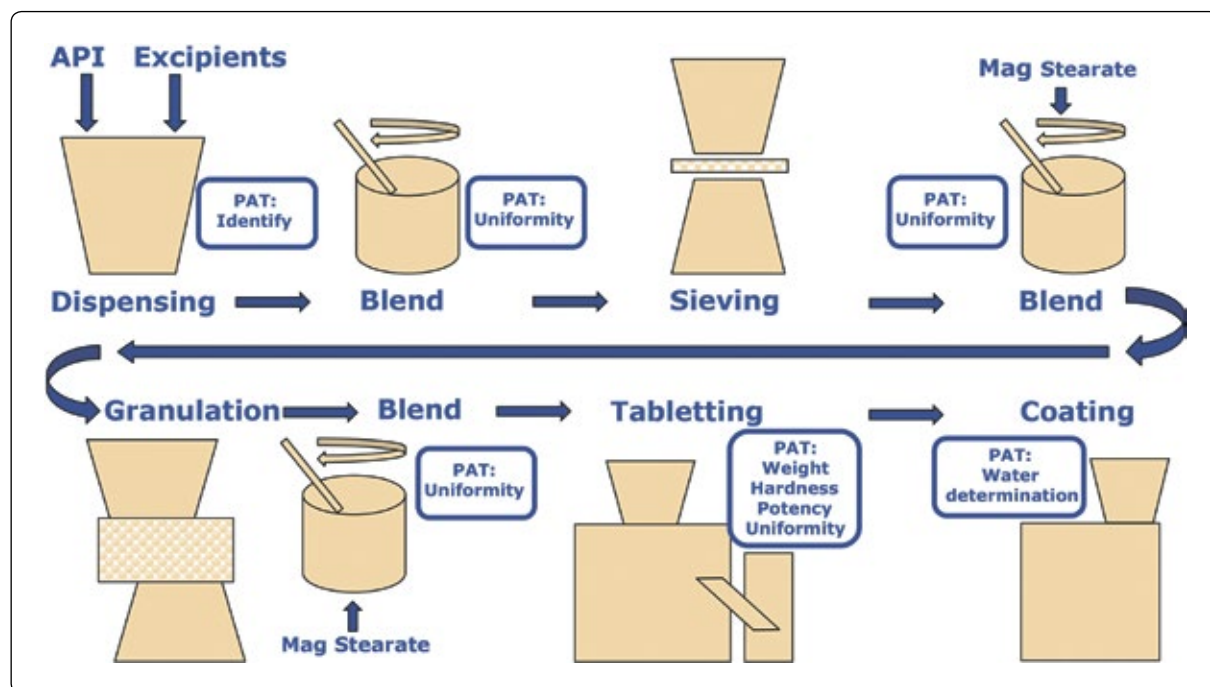 API Excipients
Mag Stearate
PAT:
Identify
PAT:
Uniformity
PAT:
Uniformity
Dispensing Blend Sieving Blend
Granulation Blend Tabletting Coating
PAT:
Uniformity
PAT:
Weight
Hardness
Potency
Uniformity
PAT:
Water
determination
Mag Stearate